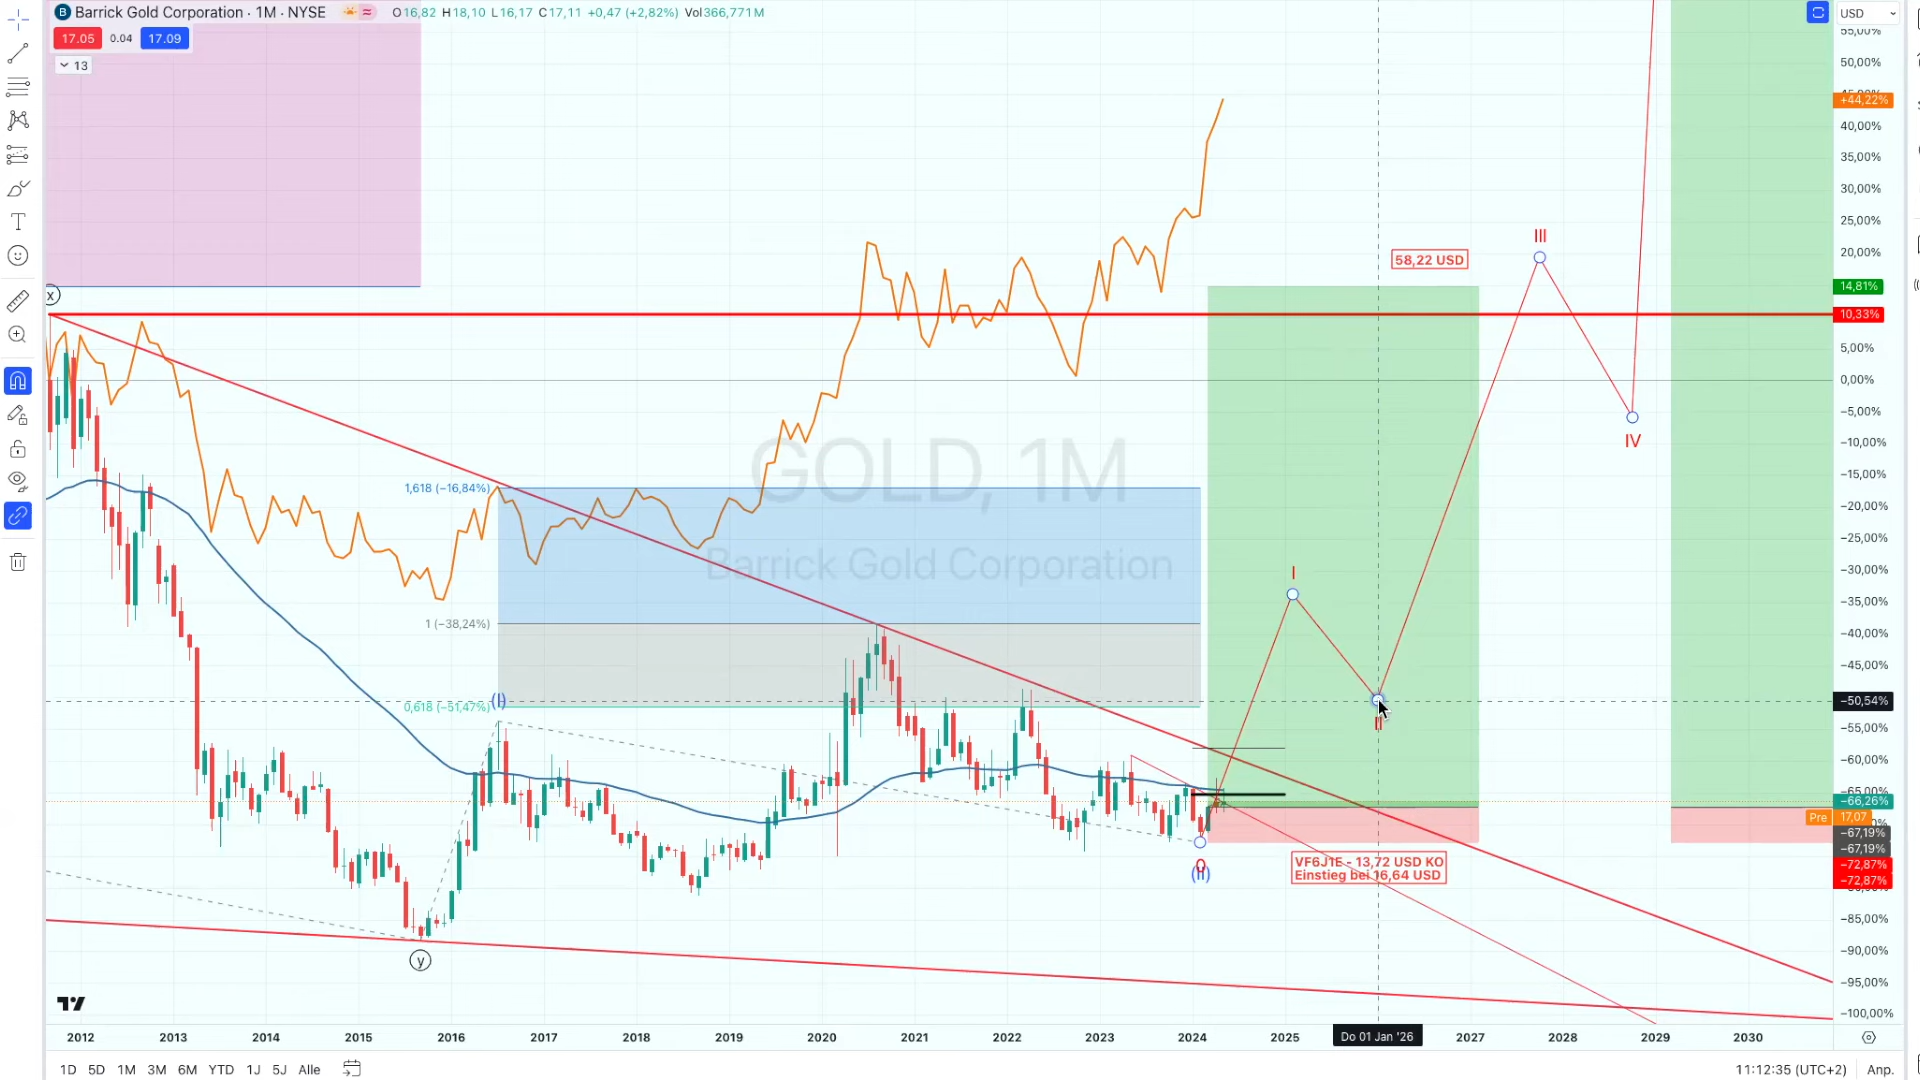 B Barrick Gold Corporation · 1M · NYSE O16,82 H18,10 L16,17 C17,11 +0,47 (+2,82%) Vol366,771 M
USD
17.05 0.04 17.09
13
55,00%
50,00%
45,00%
+44,22%
40,00%
35,00%
30,00%
25,00%
III
20,00%
58,22 USD
14,81%
x
10,33%
5,00%
0,00%
−5,00%
IV
−10,00%
GOLD, 1M
−15,00%
1,618 (−16,84%)
−20,00%
−25,00%
Barrick Gold Corporation
I
−30,00%
−35,00%
1 (−38,24%)
−40,00%
−45,00%
(I)
0,618 (−51,47%)
−50,54%
II
−55,00%
−60,00%
−65,00%
−66,26%
Pre 17,07
−67,19%
−67,19%
VF6J1E - 13,72 USD KO
Einstieg bei 16,64 USD
−72,87%
−72,87%
0
(II)
−85,00%
−90,00%
y
−95,00%
−100,00%
2012 2013 2014 2015 2016 2017 2018 2019 2020 2021 2022 2023 2024 2025 Do 01 Jan '26 2027 2028 2029 2030
1D 5D 1M 3M 6M YTD 1J 5J Alle 11:12:35 (UTC+2) Anp.